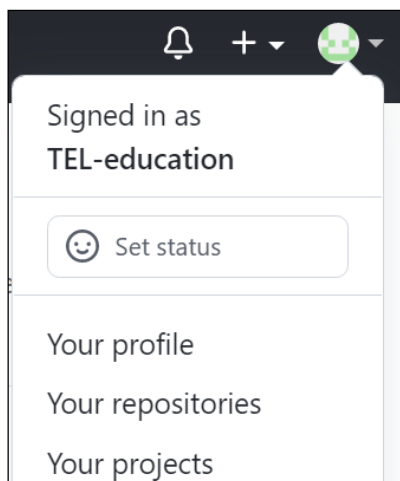 Signed in as
TEL-education
Set status
Your profile
Your repositories
Your projects